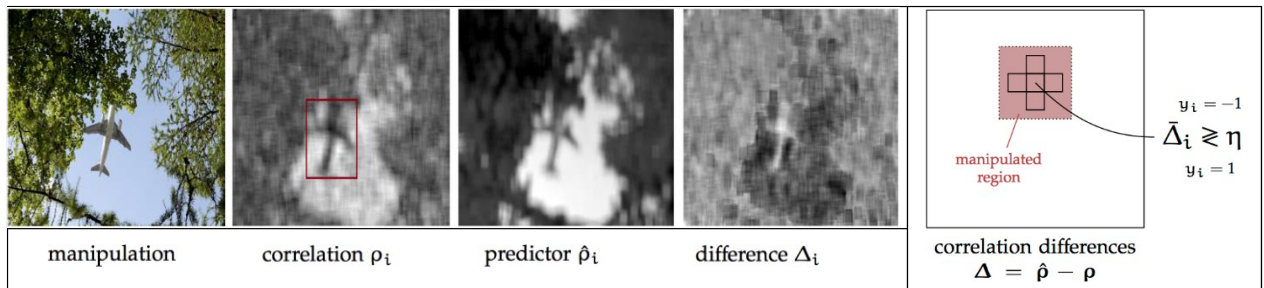 manipulation
correlation ρᵢ
predictor ρ̂ᵢ
difference Δᵢ
manipulated
region
yᵢ = −1
Δ̄ᵢ ≷ η
yᵢ = 1
correlation differences
Δ = ρ̂ − ρ